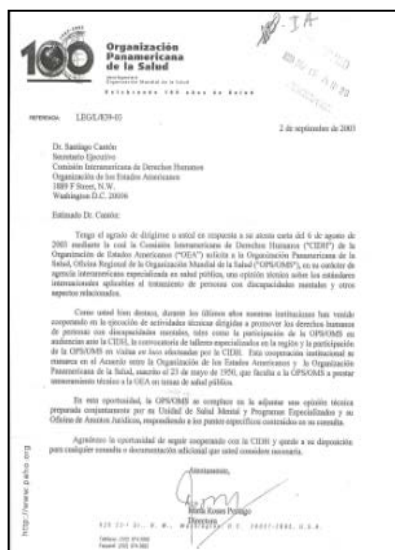 100
Organización
Panamericana
de la Salud
Organización Mundial de la Salud
Celebrando 100 años de Salud
REFERENCIA: LEG/L/839-03
2 de septiembre de 2003
Dr. Santiago Cantón
Secretario Ejecutivo
Comisión Interamericana de Derechos Humanos
Organización de los Estados Americanos
1889 F Street, N.W.
Washington D.C. 20006
Estimado Dr. Cantón:
Tengo el agrado de dirigirme a usted en respuesta a su atenta carta del 6 de agosto de
2003 mediante la cual la Comisión Interamericana de Derechos Humanos ("CIDH") de la
Organización de Estados Americanos ("OEA") solicita a la Organización Panamericana de la
Salud, Oficina Regional de la Organización Mundial de la Salud ("OPS/OMS"), en su carácter de
agencia interamericana especializada en salud pública, una opinión técnica sobre los estándares
internacionales aplicables al tratamiento de personas con discapacidades mentales y otros
aspectos relacionados.
Como usted bien conoce, durante los últimos años nuestras instituciones han venido
cooperando en la ejecución de actividades técnicas dirigidas a promover los derechos humanos
de personas con discapacidades mentales, tales como la participación de la OPS/OMS en
audiencias ante la CIDH, la convocatoria de talleres especializados en la región y la participación
de la OPS/OMS en visitas in loco efectuadas por la CIDH. Esta cooperación institucional se
enmarca en el Acuerdo entre la Organización de los Estados Americanos y la Organización
Panamericana de la Salud, suscrito el 23 de mayo de 1950, que faculta a la OPS/OMS a prestar
asesoramiento técnico a la OEA en temas de salud pública.
En esta oportunidad, la OPS/OMS se complace en adjuntar una opinión técnica
preparada conjuntamente por su Unidad de Salud Mental y Programas Especializados y su
Oficina de Asuntos Jurídicos, respondiendo a los puntos específicos contenidos en su consulta.
Agradezco la oportunidad de seguir cooperando con la CIDH y quedo a su disposición
para cualquier consulta o documentación adicional que usted considere necesaria.
Atentamente,
Mirta Roses Periago
Directora
http://www.paho.org
525 23rd St., N.W., Washington, D.C. 20037-2895, U.S.A.